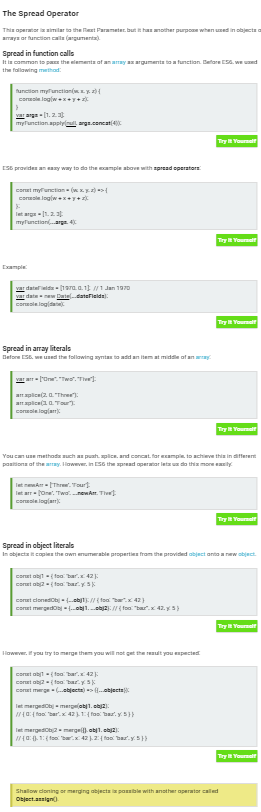 The Spread Operator
This operator is similar to the Rest Parameter, but it has another purpose when used in objects or
arrays or function calls (arguments).
Spread in function calls
It is common to pass the elements of an array as arguments to a function. Before ES6, we used
the following method:
function myFunction(w, x, y, z) {
console.log(w + x + y + z);
}
var args = [1, 2, 3];
myFunction.apply(null, args.concat(4));
Try It Yourself
ES6 provides an easy way to do the example above with spread operators:
const myFunction = (w, x, y, z) => {
console.log(w + x + y + z);
};
let args = [1, 2, 3];
myFunction(...args, 4);
Try It Yourself
Example:
var dateFields = [1970, 0, 1]; // 1 Jan 1970
var date = new Date(...dateFields);
console.log(date);
Try It Yourself
Spread in array literals
Before ES6, we used the following syntax to add an item at middle of an array:
var arr = ["One", "Two", "Five"];
arr.splice(2, 0, "Three");
arr.splice(3, 0, "Four");
console.log(arr);
Try It Yourself
You can use methods such as push, splice, and concat, for example, to achieve this in different
positions of the array. However, in ES6 the spread operator lets us do this more easily:
let newArr = ['Three', 'Four'];
let arr = ['One', 'Two', ...newArr, 'Five'];
console.log(arr);
Try It Yourself
Spread in object literals
In objects it copies the own enumerable properties from the provided object onto a new object.
const obj1 = { foo: 'bar', x: 42 };
const obj2 = { foo: 'baz', y: 5 };
const clonedObj = {...obj1}; // { foo: "bar", x: 42 }
const mergedObj = {...obj1, ...obj2}; // { foo: "baz", x: 42, y: 5 }
Try It Yourself
However, if you try to merge them you will not get the result you expected:
const obj1 = { foo: 'bar', x: 42 };
const obj2 = { foo: 'baz', y: 5 };
const merge = (...objects) => ({...objects});
let mergedObj = merge(obj1, obj2);
// { 0: { foo: 'bar', x: 42 }, 1: { foo: 'baz', y: 5 } }
let mergedObj2 = merge({}, obj1, obj2);
// { 0: {}, 1: { foo: 'bar', x: 42 }, 2: { foo: 'baz', y: 5 } }
Try It Yourself
Shallow cloning or merging objects is possible with another operator called
Object.assign().